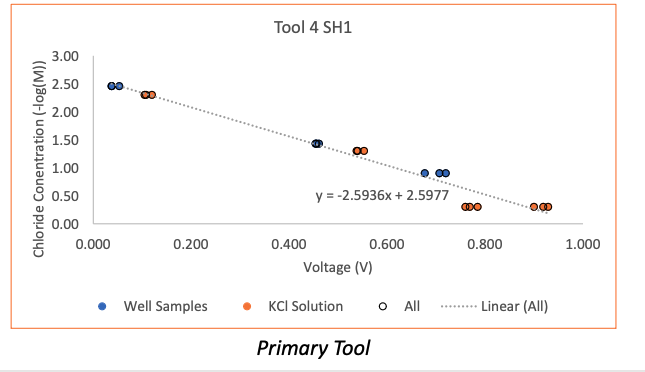 Tool 4 SH1
Chloride Conentration (-log(M))
3.00
2.50
2.00
1.50
1.00
0.50
0.00
y = -2.5936x + 2.5977
0.000 0.200 0.400 0.600 0.800 1.000
Voltage (V)
Well Samples KCl Solution All Linear (All)
Primary Tool